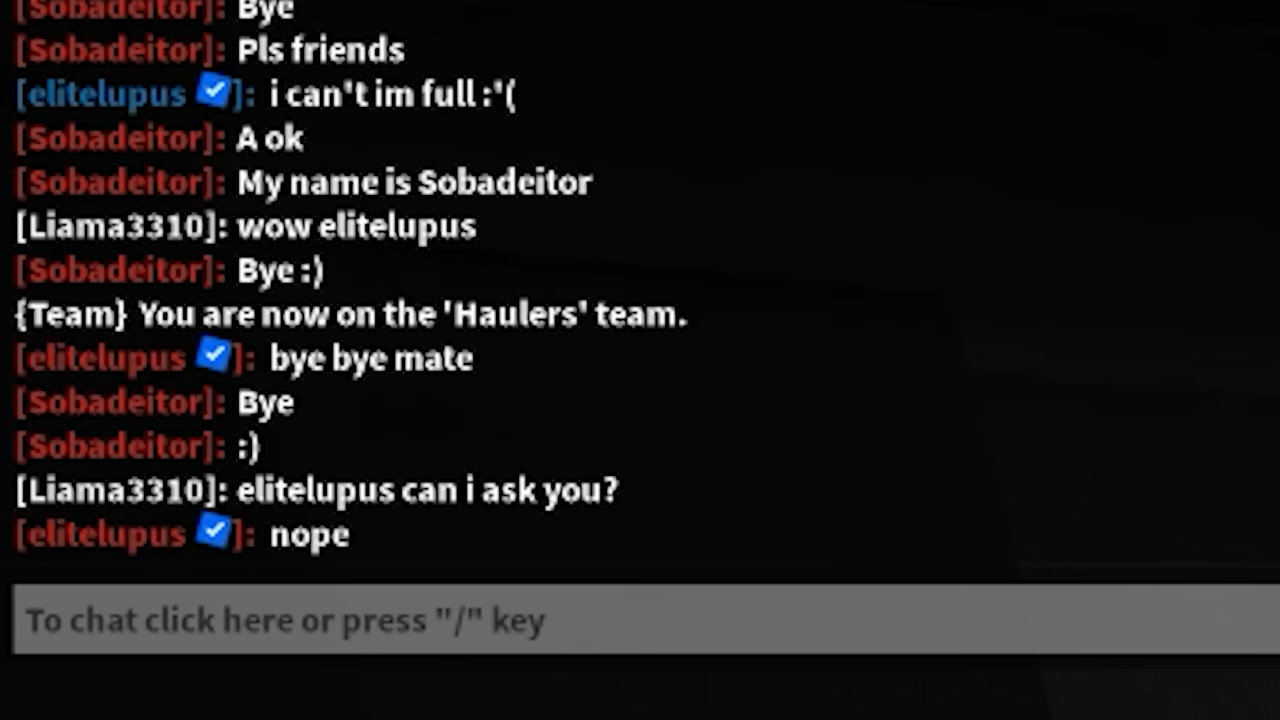 [Sobadeitor]: Bye
[Sobadeitor]: Pls friends
[elitelupus ]: i can't im full :'(
[Sobadeitor]: A ok
[Sobadeitor]: My name is Sobadeitor
[Liama3310]: wow elitelupus
[Sobadeitor]: Bye :)
{Team} You are now on the 'Haulers' team.
[elitelupus ]: bye bye mate
[Sobadeitor]: Bye
[Sobadeitor]: :)
[Liama3310]: elitelupus can i ask you?
[elitelupus ]: nope
To chat click here or press "/" key